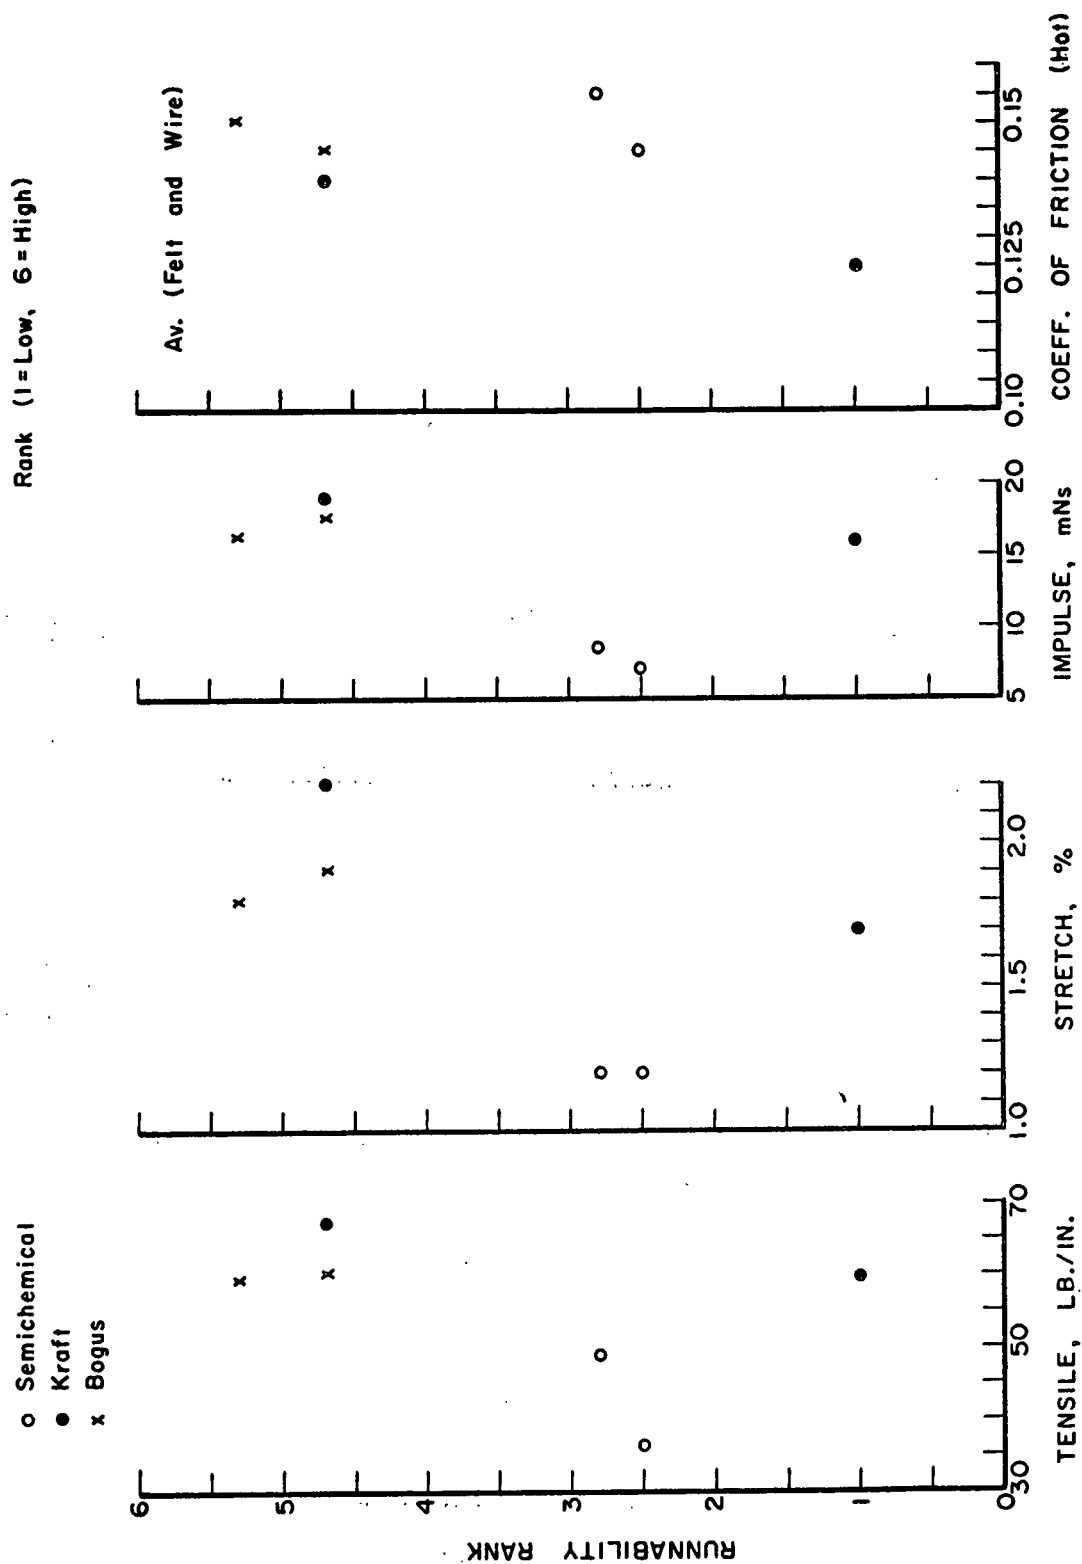 Rank (1=Low, 6=High)
O Semichemical
● Kraft
x Bogus
Av. (Felt and Wire)
RUNNABILITY RANK
6
5
4
3
2
1
0
30 50 70
TENSILE, LB./IN.
1.0 1.5 2.0
STRETCH, %
5 10 15 20
IMPULSE, mNs
0.10 0.125 0.15
COEFF. OF FRICTION (Hot)